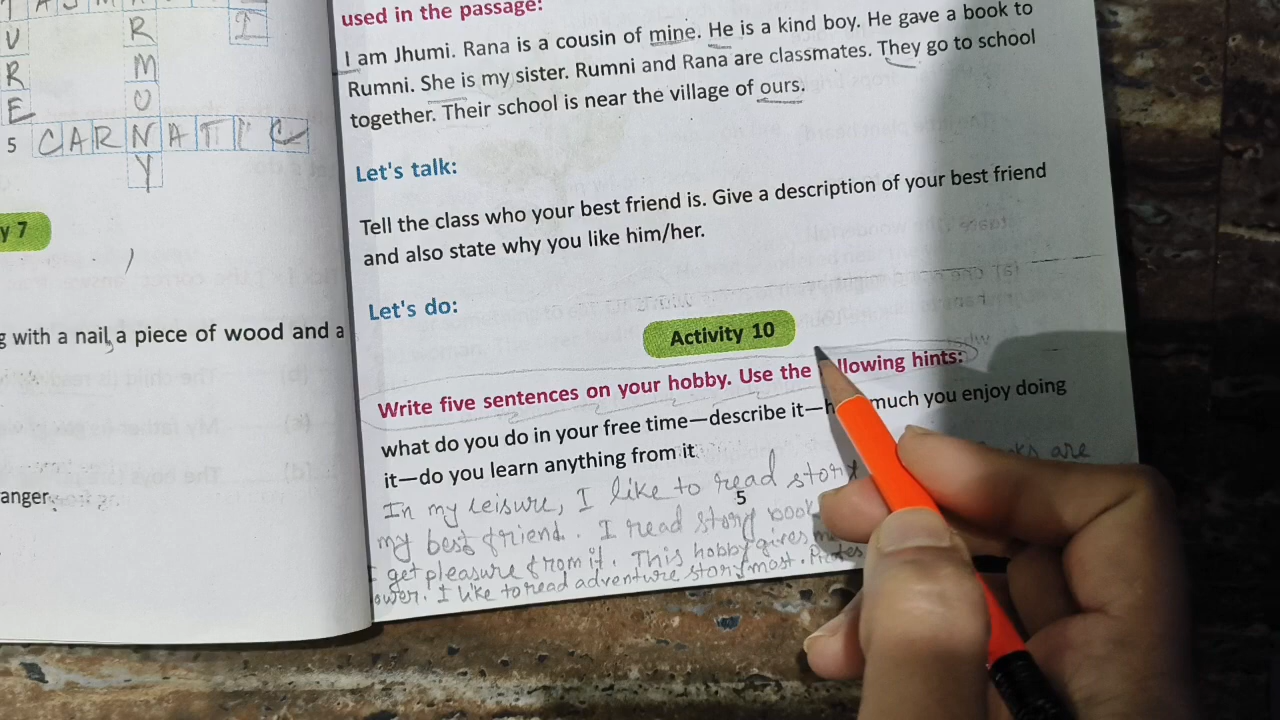 U
R
E
R
M
O
I
5 CARNATIC
Y
y 7
g with a nail, a piece of wood and a
anger.
used in the passage:
I am Jhumi. Rana is a cousin of mine. He is a kind boy. He gave a book to
Rumni. She is my sister. Rumni and Rana are classmates. They go to school
together. Their school is near the village of ours.
Let's talk:
Tell the class who your best friend is. Give a description of your best friend
and also state why you like him/her.
Let's do:
Activity 10
Write five sentences on your hobby. Use the llowing hints:
what do you do in your free time—describe it—h much you enjoy doing
it—do you learn anything from it
In my leisure, I like to read story are
5
my best friend. I read story book
I get pleasure from it. This hobby gives
ower. I like to read adventure story most.